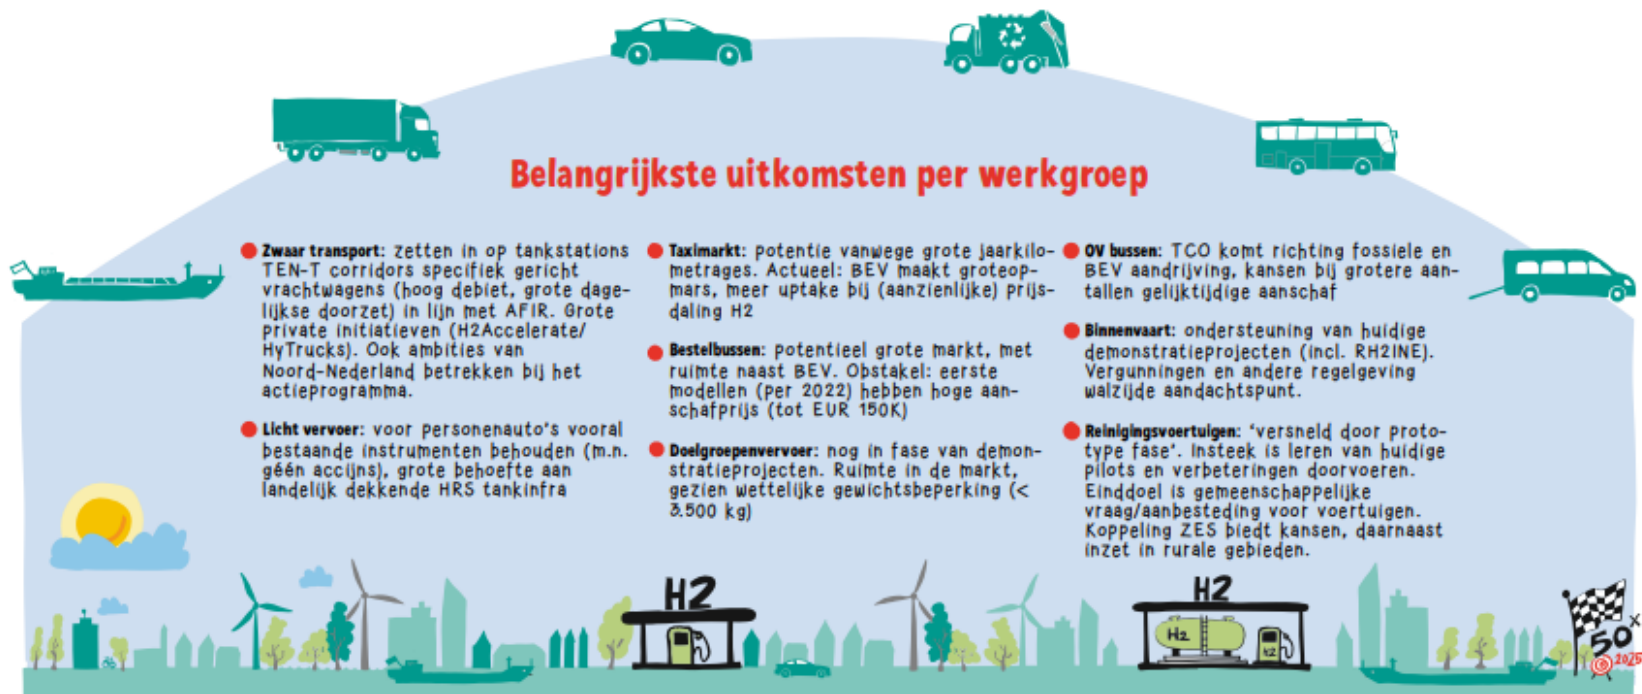 Belangrijkste uitkomsten per werkgroep
Zwaar transport: zetten in op tankstations
TEN-T corridors specifiek gericht
vrachtwagens (hoog debiet, grote dage-
lijkse doorzet) in lijn met AFIR. Grote
private initiatieven (H2Accelerate/
HyTrucks). Ook ambities van
Noord-Nederland betrekken bij het
actieprogramma.
Licht vervoer: voor personenauto's vooral
bestaande instrumenten behouden (m.n.
géén accijns), grote behoefte aan
landelijk dekkende HRS tankinfra
Taximarkt: potentie vanwege grote jaarkilo-
metrages. Actueel: BEV maakt groteop-
mars, meer uptake bij (aanzienlijke) prijs-
daling H2
Bestelbussen: potentieel grote markt, met
ruimte naast BEV. Obstakel: eerste
modellen (per 2022) hebben hoge aan-
schafprijs (tot EUR 150K)
Doelgroepenvervoer: nog in fase van demon-
stratieprojecten. Ruimte in de markt,
gezien wettelijke gewichtsbeperking (<
3.500 kg)
OV bussen: TCO komt richting fossiele en
BEV aandrijving, kansen bij grotere aan-
tallen gelijktijdige aanschaf
Binnenvaart: ondersteuning van huidige
demonstratieprojecten (incl. RH2INE).
Vergunningen en andere regelgeving
walzijde aandachtspunt.
Reinigingsvoertuigen: 'versneld door proto-
type fase'. Insteek is leren van huidige
pilots en verbeteringen doorvoeren.
Einddoel is gemeenschappelijke
vraag/aanbesteding voor voertuigen.
Koppeling ZES biedt kansen, daarnaast
inzet in rurale gebieden.
H2
H2
H2
h2
50x
2025